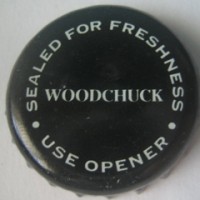 SEALED FOR FRESHNESS
WOODCHUCK
• USE OPENER •